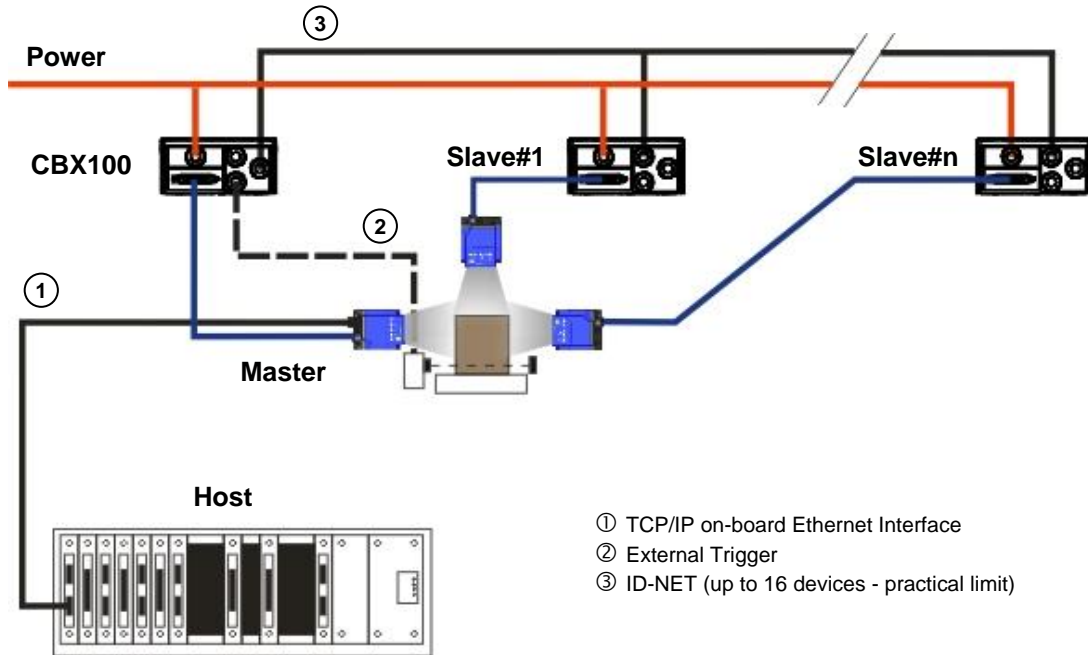 ③
Power
CBX100
Slave#1
Slave#n
②
①
Master
Host
① TCP/IP on-board Ethernet Interface
② External Trigger
③ ID-NET (up to 16 devices - practical limit)